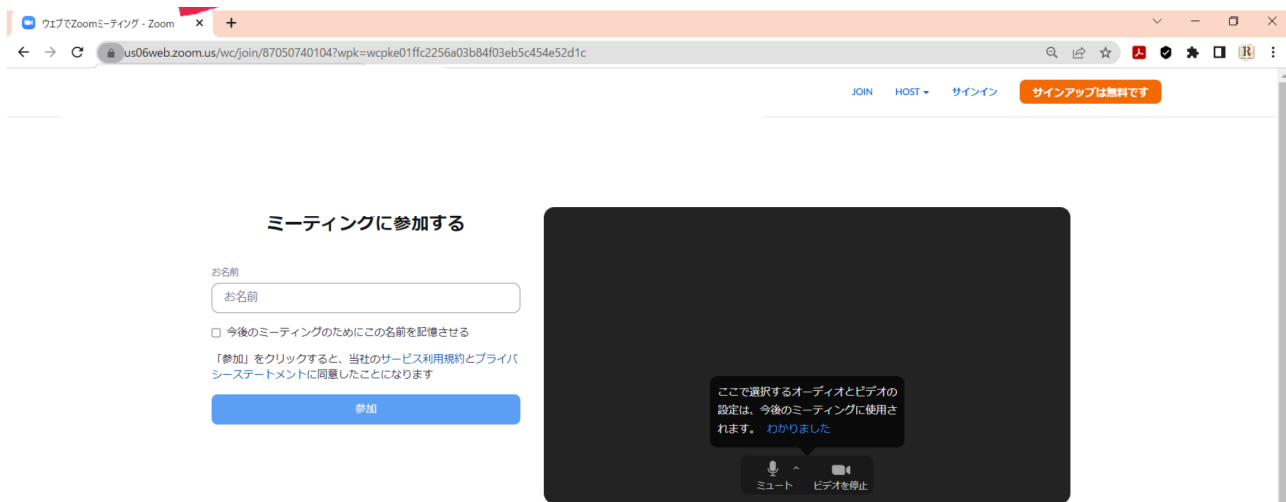 ウェブでZoomミーティング - Zoom
us06web.zoom.us/wc/join/87050740104?wpk=wcpke01ffc2256a03b84f03eb5c454e52d1c
R
JOIN HOST サインイン サインアップは無料です
ミーティングに参加する
お名前
お名前
今後のミーティングのためにこの名前を記憶させる
「参加」をクリックすると、当社のサービス利用規約とプライバ
シーステートメントに同意したことになります
参加
ここで選択するオーディオとビデオの
設定は、今後のミーティングに使用さ
れます。 わかりました
ミュート ビデオを停止